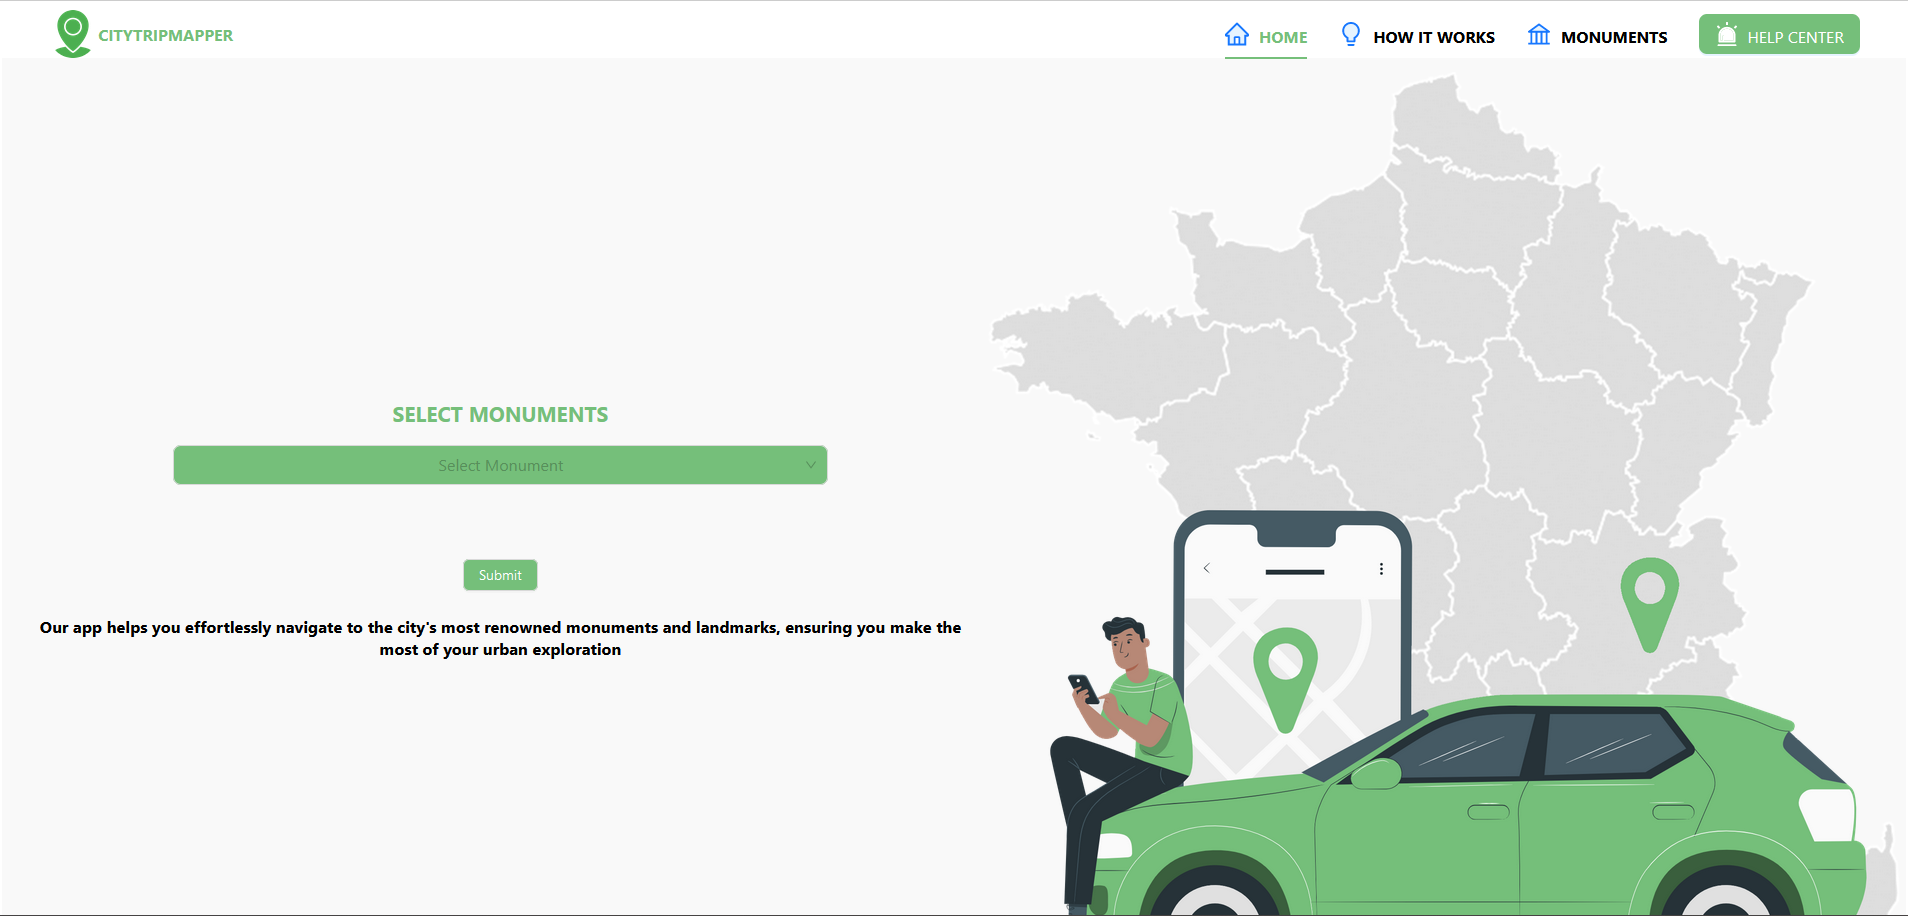 CITYTRIPMAPPER
HOME
HOW IT WORKS
MONUMENTS
HELP CENTER
SELECT MONUMENTS
Select Monument
Submit
Our app helps you effortlessly navigate to the city's most renowned monuments and landmarks, ensuring you make the
most of your urban exploration